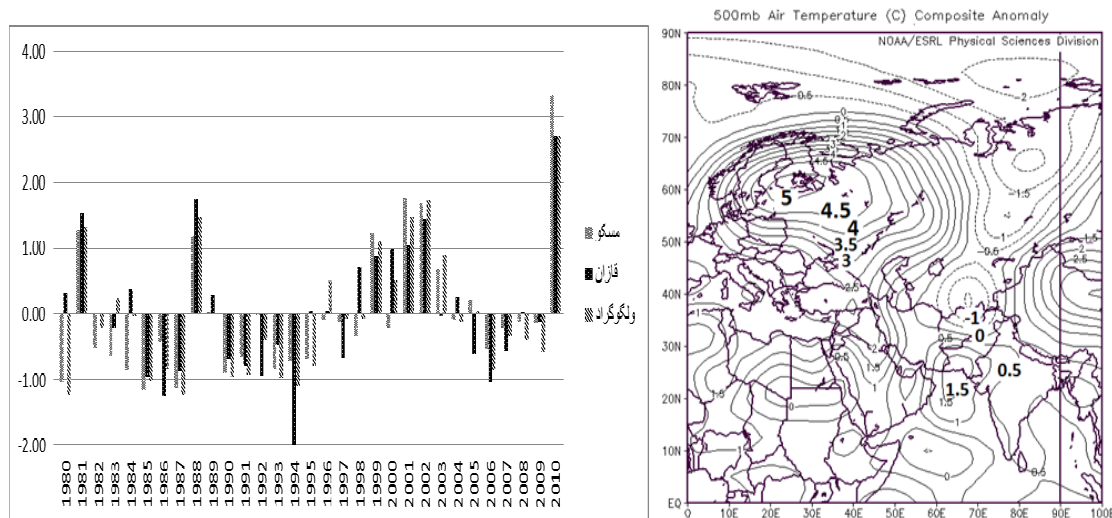 4.00
3.00
2.00
1.00
0.00
-1.00
-2.00
1980 1981 1982 1983 1984 1985 1986 1987 1988 1989 1990 1991 1992 1993 1994 1995 1996 1997 1998 1999 2000 2001 2002 2003 2004 2005 2006 2007 2008 2009 2010
مسکو
قازان
ولگوگراد
500mb Air Temperature (C) Composite Anomaly
NOAA/ESRL Physical Sciences Division
90N
80N
70N
60N
50N
40N
30N
20N
10N
EQ
0E 10E 20E 30E 40E 50E 60E 70E 80E 90E 100E
5
4.5
4
3.5
3
-1
0
0.5
1.5